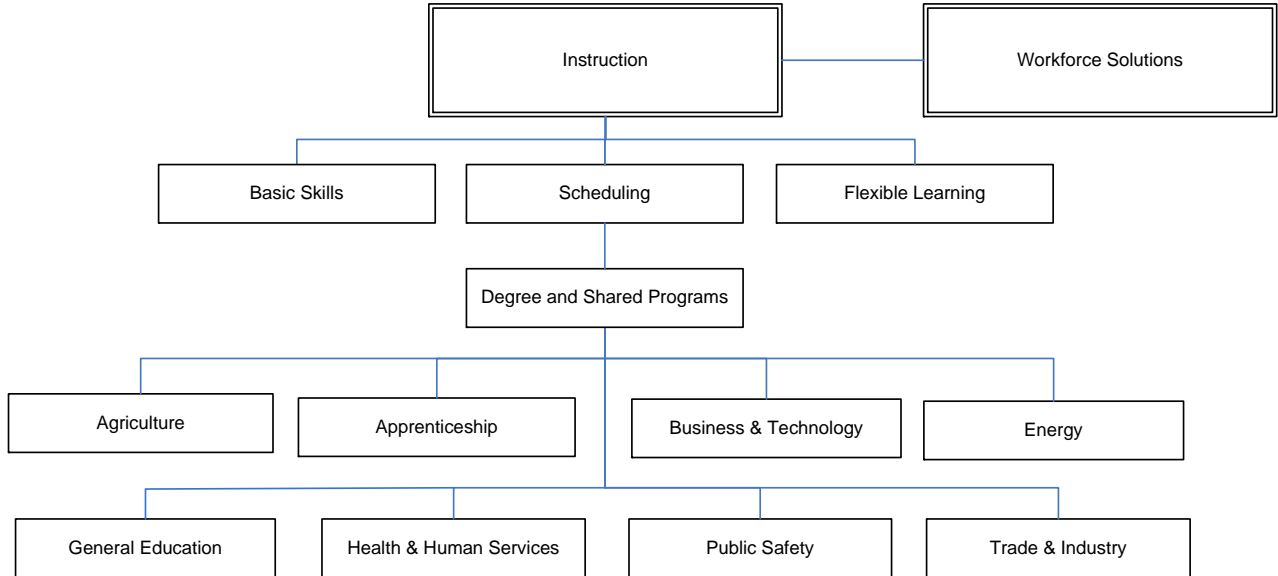 Instruction
Workforce Solutions
Basic Skills
Scheduling
Flexible Learning
Degree and Shared Programs
Agriculture
Apprenticeship
Business & Technology
Energy
General Education
Health & Human Services
Public Safety
Trade & Industry